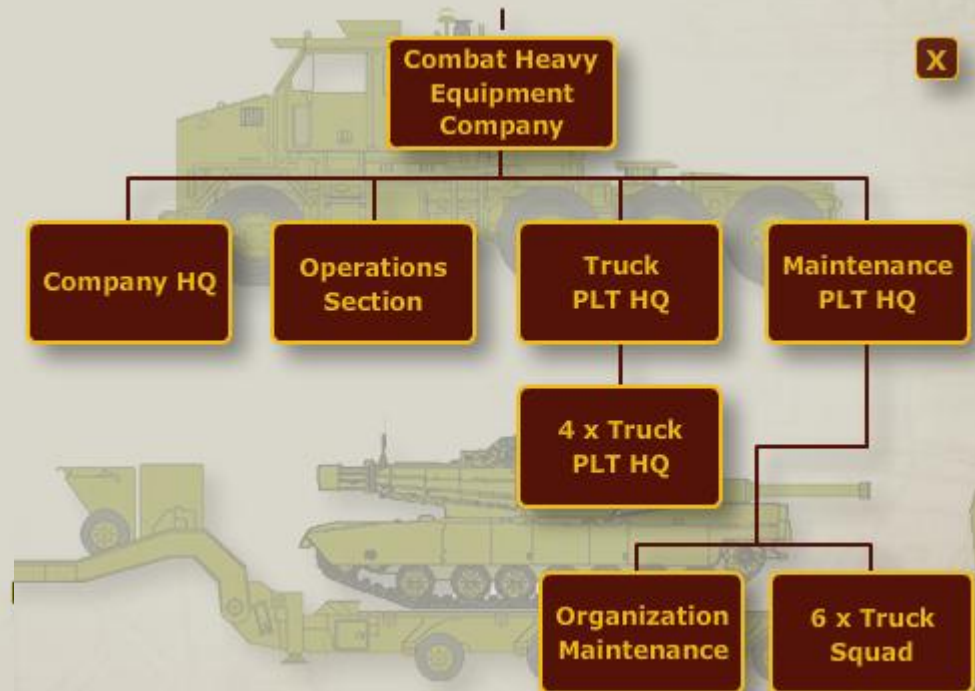 Combat Heavy
Equipment
Company
X
Company HQ
Operations
Section
Truck
PLT HQ
Maintenance
PLT HQ
4 x Truck
PLT HQ
Organization
Maintenance
6 x Truck
Squad